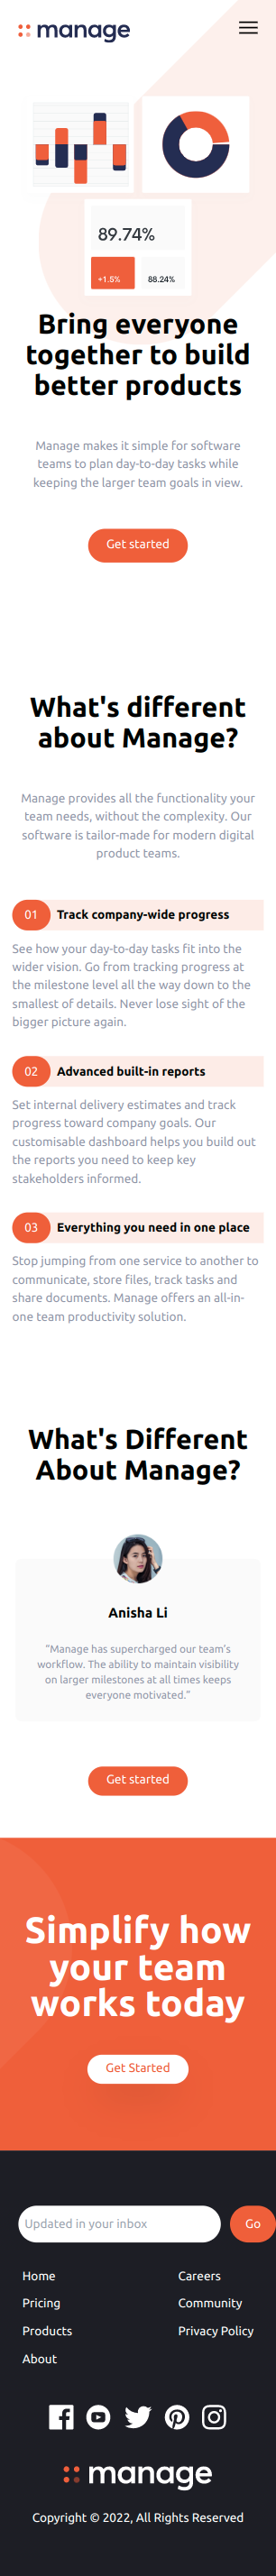 manage
89.74%
+1.5%
88.24%
Bring everyone
together to build
better products
Manage makes it simple for software
teams to plan day-to-day tasks while
keeping the larger team goals in view.
Get started
What's different
about Manage?
Manage provides all the functionality your
team needs, without the complexity. Our
software is tailor-made for modern digital
product teams.
01 Track company-wide progress
See how your day-to-day tasks fit into the
wider vision. Go from tracking progress at
the milestone level all the way down to the
smallest of details. Never lose sight of the
bigger picture again.
02 Advanced built-in reports
Set internal delivery estimates and track
progress toward company goals. Our
customisable dashboard helps you build out
the reports you need to keep key
stakeholders informed.
03 Everything you need in one place
Stop jumping from one service to another to
communicate, store files, track tasks and
share documents. Manage offers an all-in-
one team productivity solution.
What's Different
About Manage?
Anisha Li
"Manage has supercharged our team's
workflow. The ability to maintain visibility
on larger milestones at all times keeps
everyone motivated."
Get started
Simplify how
your team
works today
Get Started
Updated in your inbox Go
Home Careers
Pricing Community
Products Privacy Policy
About
manage
Copyright © 2022, All Rights Reserved